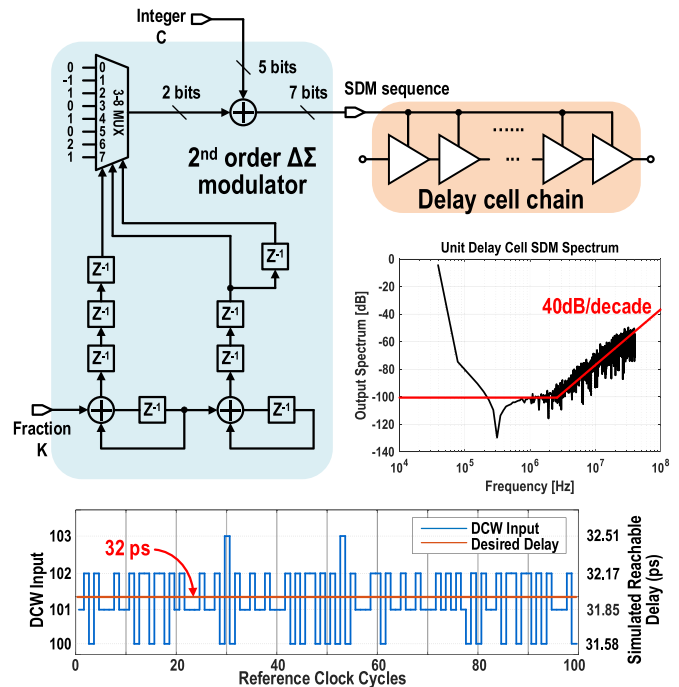 Integer
C
5 bits
2 bits
7 bits
SDM sequence
0 0
-1 1
1 2
0 3
1 4
0 5
2 6
1 7
3-8 MUX
2nd order ΔΣ
modulator
......
...
Delay cell chain
Z-1
Z-1
Z-1
Z-1
Z-1
Z-1
Z-1
Z-1
Fraction
K
Unit Delay Cell SDM Spectrum
Output Spectrum [dB]
0
-20
-40
-60
-80
-100
-120
-140
40dB/decade
10^4 10^5 10^6 10^7 10^8
Frequency [Hz]
DCW Input
103
102
101
100
32 ps
DCW Input
Desired Delay
32.51
32.17
31.85
31.58
Simulated Reachable
Delay (ps)
0 20 40 60 80 100
Reference Clock Cycles